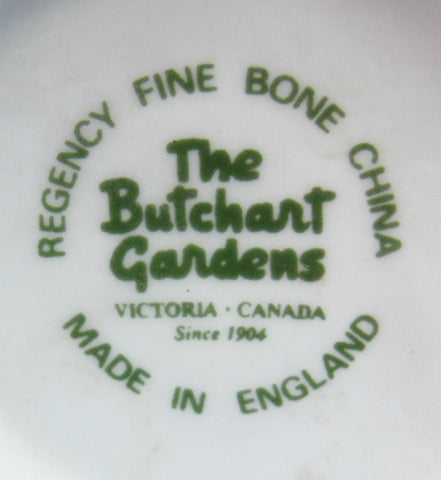 REGENCY FINE BONE CHINA
The
Butchart
Gardens
VICTORIA · CANADA
Since 1904
MADE IN ENGLAND